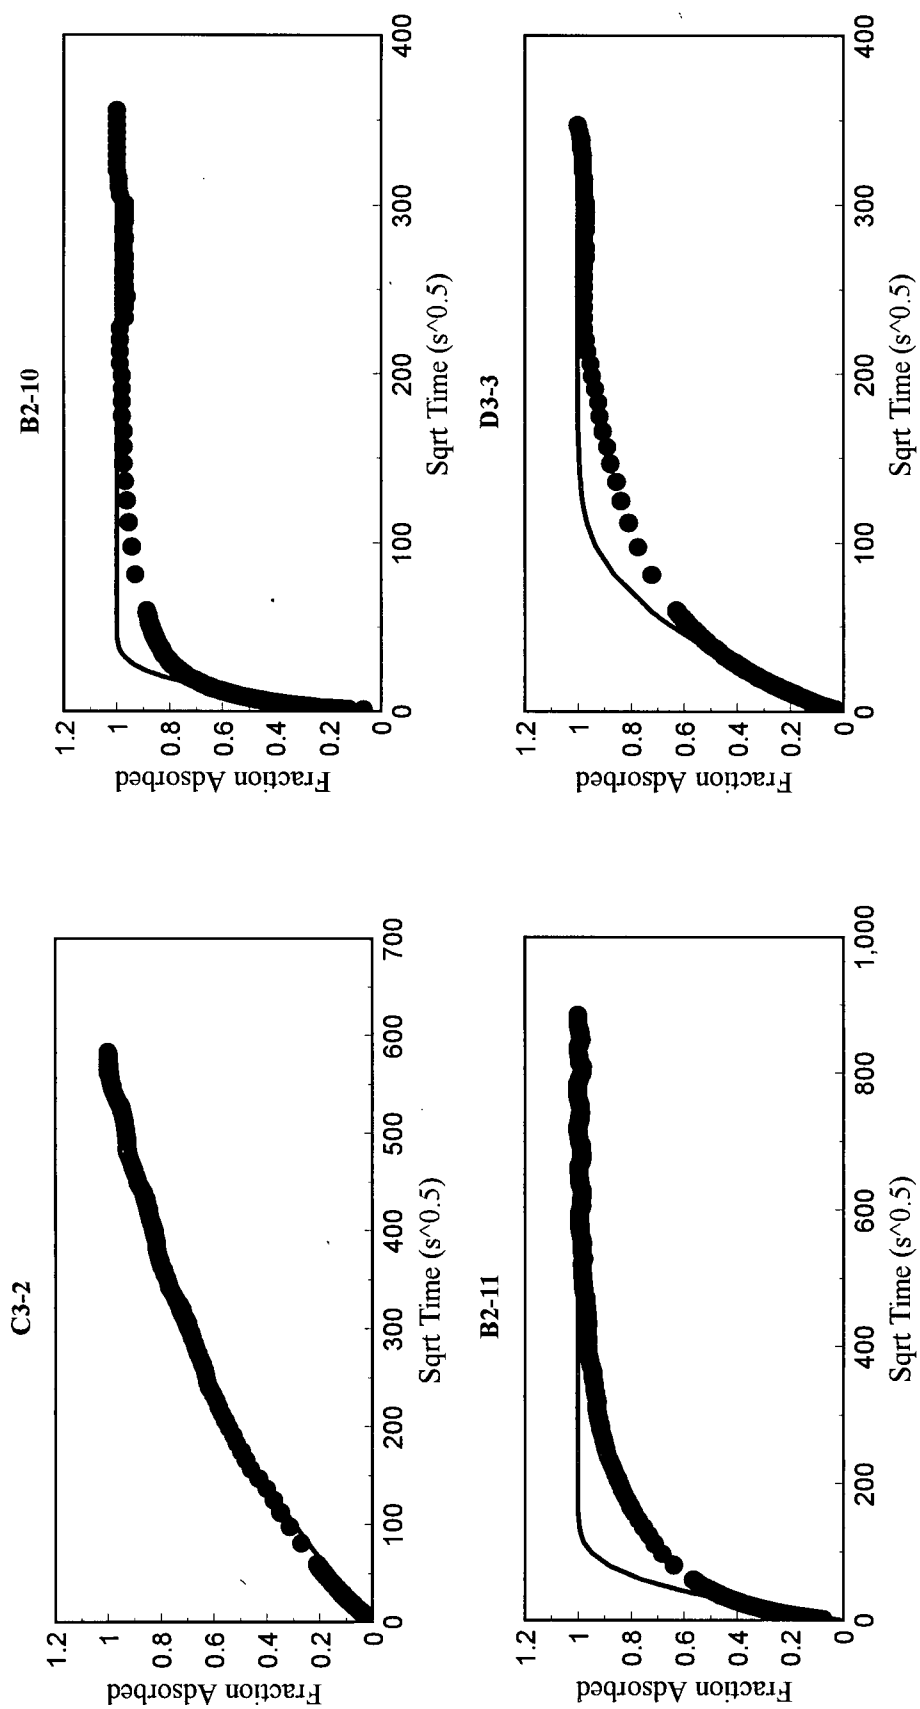 C3-2
Fraction Adsorbed
1.2
1
0.8
0.6
0.4
0.2
0
0 100 200 300 400 500 600 700
Sqrt Time (s^0.5)
B2-10
Fraction Adsorbed
1.2
1
0.8
0.6
0.4
0.2
0
0 100 200 300 400
Sqrt Time (s^0.5)
B2-11
Fraction Adsorbed
1.2
1
0.8
0.6
0.4
0.2
0
0 200 400 600 800 1,000
Sqrt Time (s^0.5)
D3-3
Fraction Adsorbed
1.2
1
0.8
0.6
0.4
0.2
0
0 100 200 300 400
Sqrt Time (s^0.5)